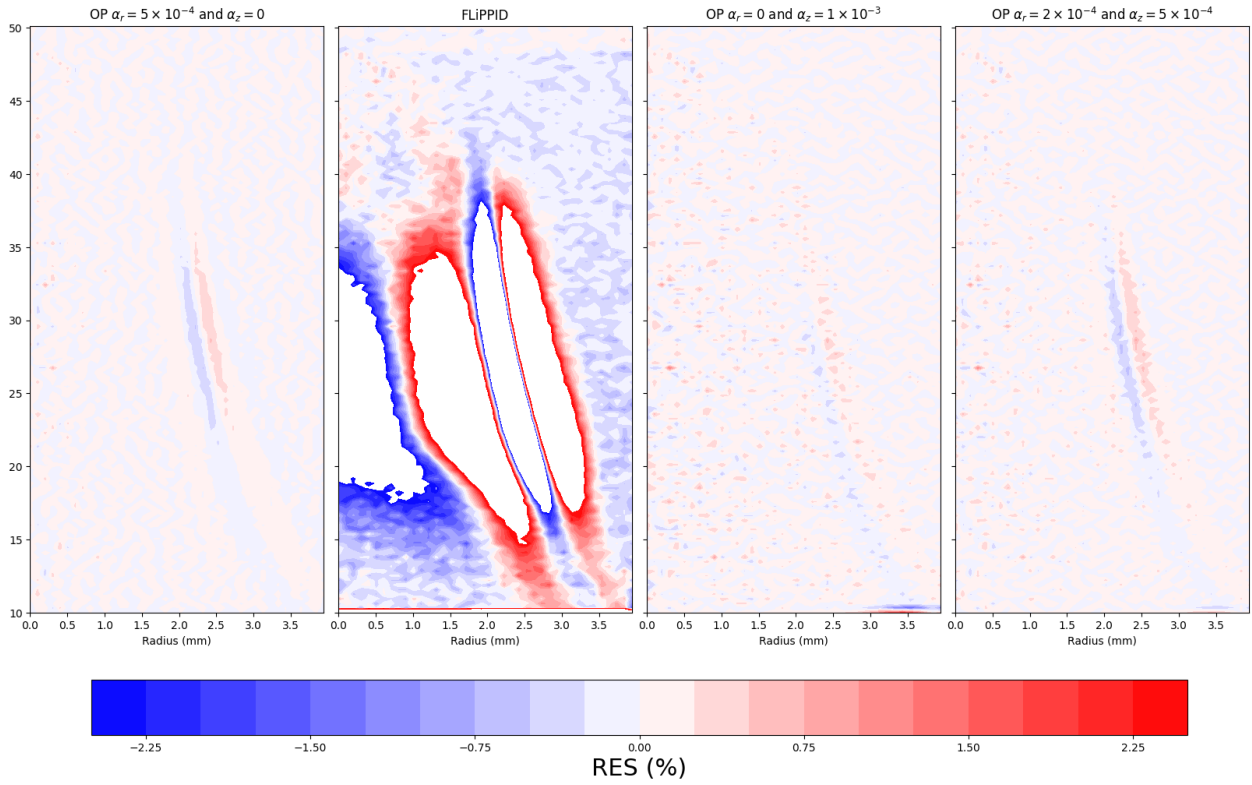 OP αr = 5 × 10⁻⁴ and αz = 0
FLiPPID
OP αr = 0 and αz = 1 × 10⁻³
OP αr = 2 × 10⁻⁴ and αz = 5 × 10⁻⁴
50
45
40
35
30
25
20
15
10
0.0 0.5 1.0 1.5 2.0 2.5 3.0 3.5
0.0 0.5 1.0 1.5 2.0 2.5 3.0 3.5
0.0 0.5 1.0 1.5 2.0 2.5 3.0 3.5
0.0 0.5 1.0 1.5 2.0 2.5 3.0 3.5
Radius (mm)
Radius (mm)
Radius (mm)
Radius (mm)
−2.25 −1.50 −0.75 0.00 0.75 1.50 2.25
RES (%)